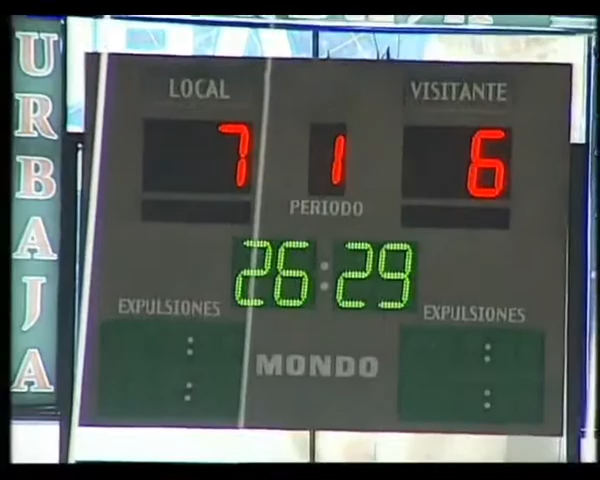 URBAJA
LOCAL VISITANTE
7 1 6
PERIODO
26:29
EXPULSIONES EXPULSIONES
: :
MONDO
: :